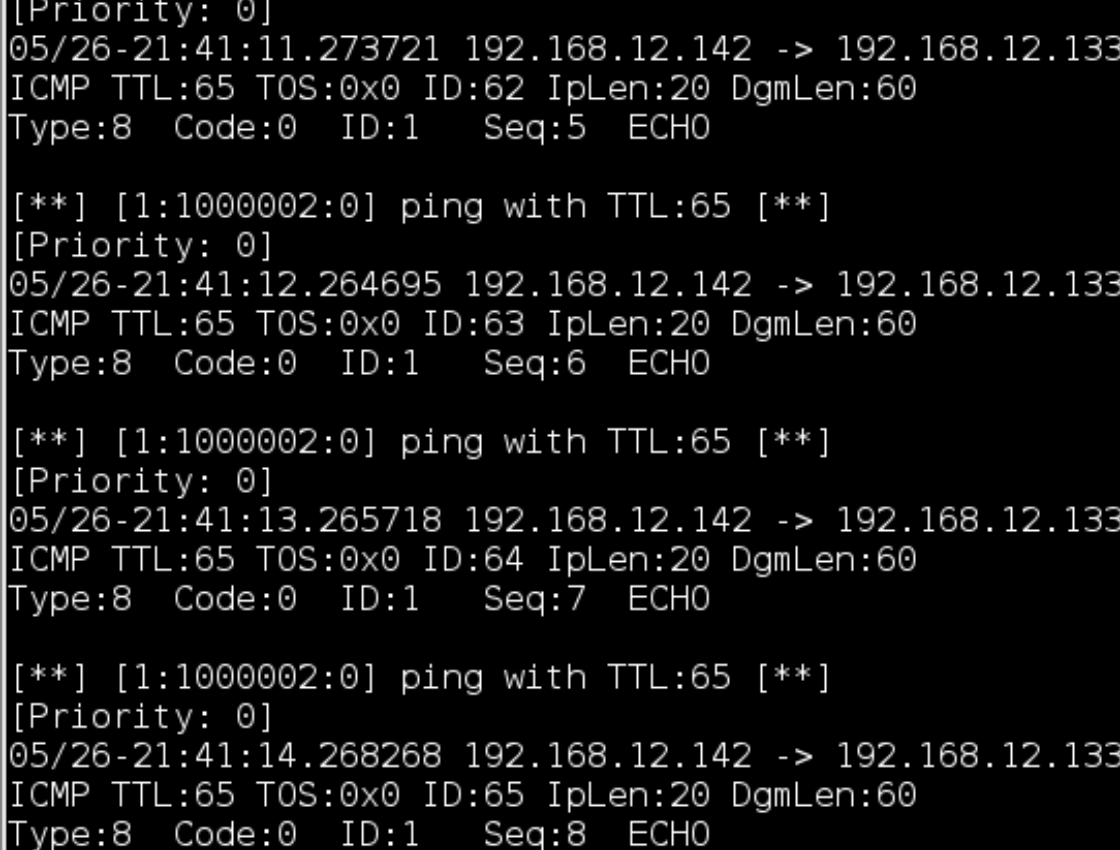 [Priority: 0]
05/26-21:41:11.273721 192.168.12.142 -> 192.168.12.133
ICMP TTL:65 TOS:0x0 ID:62 IpLen:20 DgmLen:60
Type:8  Code:0  ID:1   Seq:5  ECHO

[**] [1:1000002:0] ping with TTL:65 [**]
[Priority: 0]
05/26-21:41:12.264695 192.168.12.142 -> 192.168.12.133
ICMP TTL:65 TOS:0x0 ID:63 IpLen:20 DgmLen:60
Type:8  Code:0  ID:1   Seq:6  ECHO

[**] [1:1000002:0] ping with TTL:65 [**]
[Priority: 0]
05/26-21:41:13.265718 192.168.12.142 -> 192.168.12.133
ICMP TTL:65 TOS:0x0 ID:64 IpLen:20 DgmLen:60
Type:8  Code:0  ID:1   Seq:7  ECHO

[**] [1:1000002:0] ping with TTL:65 [**]
[Priority: 0]
05/26-21:41:14.268268 192.168.12.142 -> 192.168.12.133
ICMP TTL:65 TOS:0x0 ID:65 IpLen:20 DgmLen:60
Type:8  Code:0  ID:1   Seq:8  ECHO